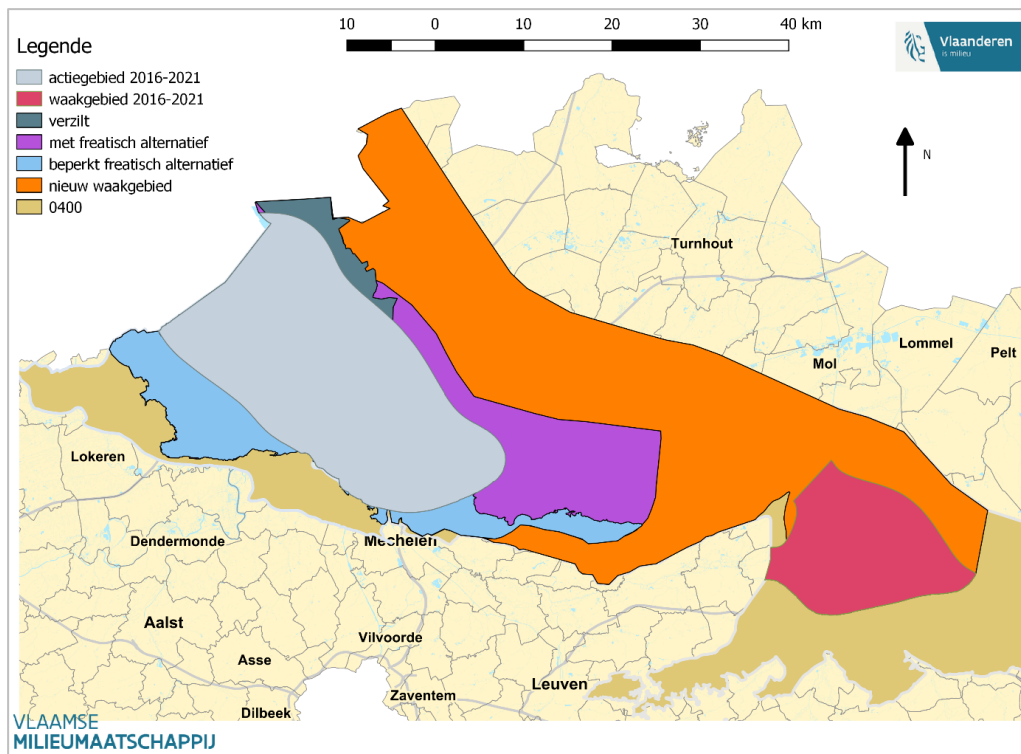 10 0 10 20 30 40 km
Vlaanderen
is milieu
Legende
actiegebied 2016-2021
waakgebied 2016-2021
verzilt
met freatisch alternatief
beperkt freatisch alternatief
nieuw waakgebied
0400
N
Turnhout
Lommel
Pelt
Mol
Lokeren
Dendermonde
Mechelen
Aalst
Vilvoorde
Asse
Leuven
Zaventem
Dilbeek
VLAAMSE
MILIEUMAATSCHAPPIJ